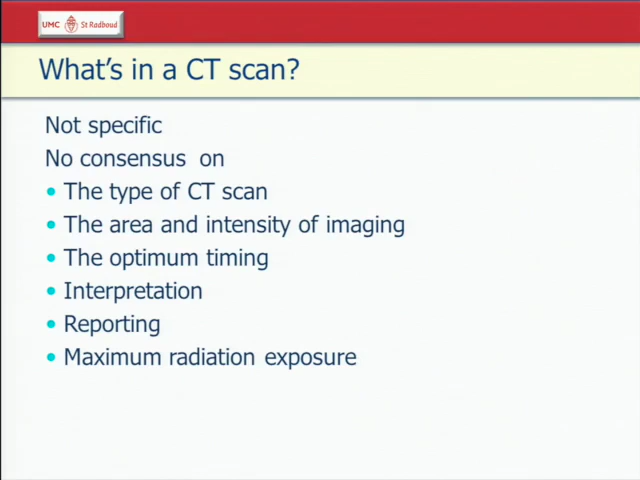 UMC St Radboud
What's in a CT scan?
Not specific
No consensus on
• The type of CT scan
• The area and intensity of imaging
• The optimum timing
• Interpretation
• Reporting
• Maximum radiation exposure